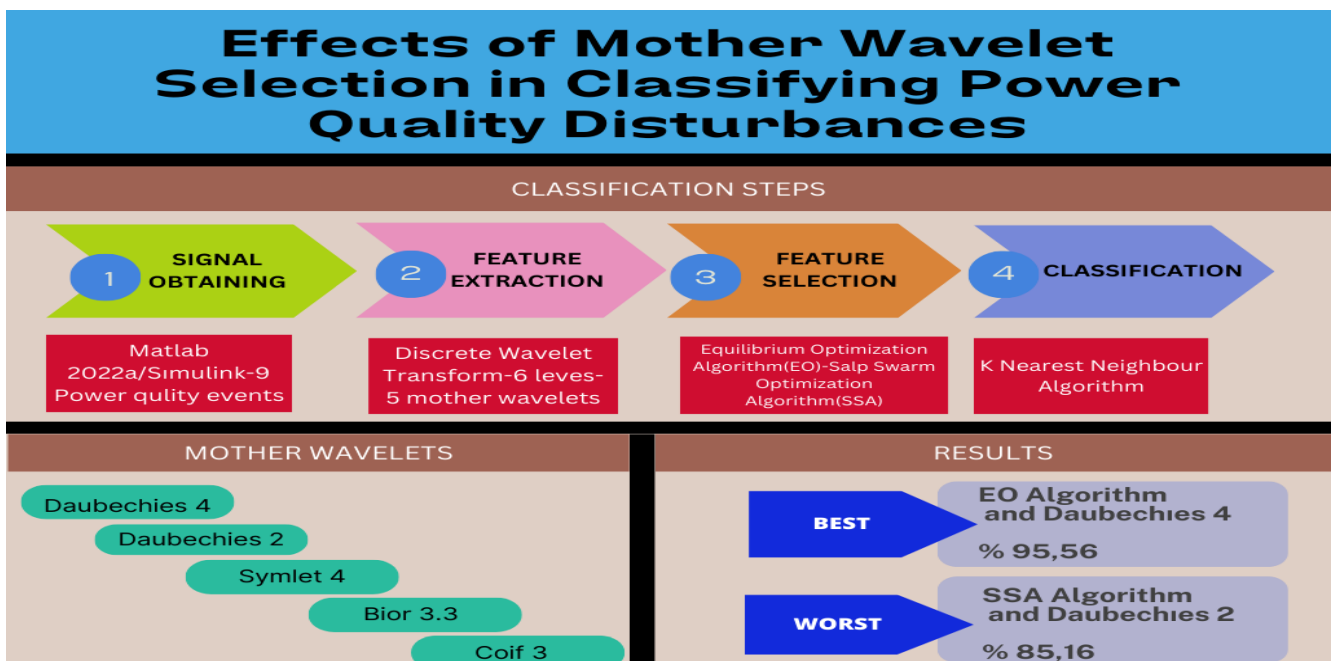 Effects of Mother Wavelet
Selection in Classifying Power
Quality Disturbances
CLASSIFICATION STEPS
1
SIGNAL
OBTAINING
2
FEATURE
EXTRACTION
3
FEATURE
SELECTION
4
CLASSIFICATION
Matlab
2022a/Sımulınk-9
Power qulity events
Discrete Wavelet
Transform-6 leves-
5 mother wavelets
Equilibrium Optimization
Algorithm(EO)-Salp Swarm
Optimization
Algorithm(SSA)
K Nearest Neighbour
Algorithm
MOTHER WAVELETS
Daubechies 4
Daubechies 2
Symlet 4
Bior 3.3
Coif 3
RESULTS
BEST
EO Algorithm
and Daubechıes 4
% 95,56
WORST
SSA Algorithm
and Daubechıes 2
% 85,16